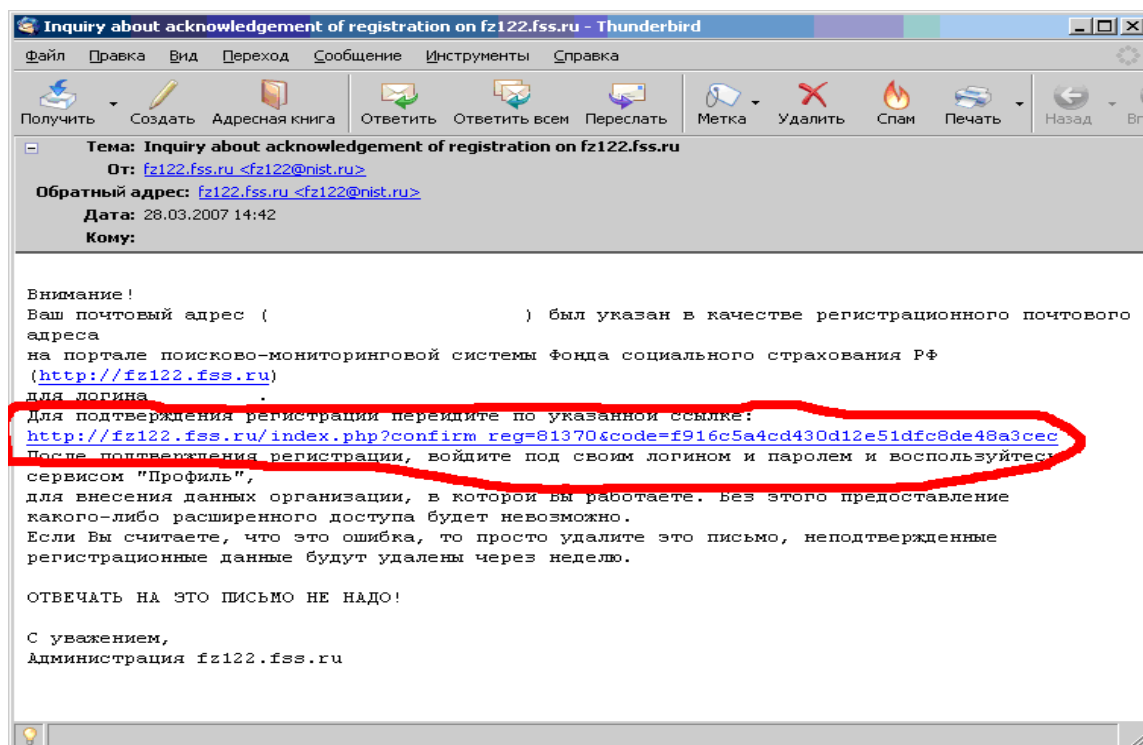 Inquiry about acknowledgement of registration on fz122.fss.ru - Thunderbird
Файл Правка Вид Переход Сообщение Инструменты Справка
Получить Создать Адресная книга Ответить Ответить всем Переслать Метка Удалить Спам Печать Назад
Тема: Inquiry about acknowledgement of registration on fz122.fss.ru
От: fz122.fss.ru <fz122@nist.ru>
Обратный адрес: fz122.fss.ru <fz122@nist.ru>
Дата: 28.03.2007 14:42
Кому:
Внимание!
Ваш почтовый адрес ( ) был указан в качестве регистрационного почтового
адреса
на портале поисково-мониторинговой системы Фонда социального страхования РФ
(http://fz122.fss.ru)
для логина .
Для подтверждения регистрации перейдите по указанной ссылке:
http://fz122.fss.ru/index.php?confirm_reg=81370&code=f916c5a4cd430d12e51dfc8de48a3cec
После подтверждения регистрации, войдите под своим логином и паролем и воспользуйтесь
сервисом "Профиль",
для внесения данных организации, в которой Вы работаете. Без этого предоставление
какого-либо расширенного доступа будет невозможно.
Если Вы считаете, что это ошибка, то просто удалите это письмо, неподтвержденные
регистрационные данные будут удалены через неделю.
ОТВЕЧАТЬ НА ЭТО ПИСЬМО НЕ НАДО!
С уважением,
Администрация fz122.fss.ru